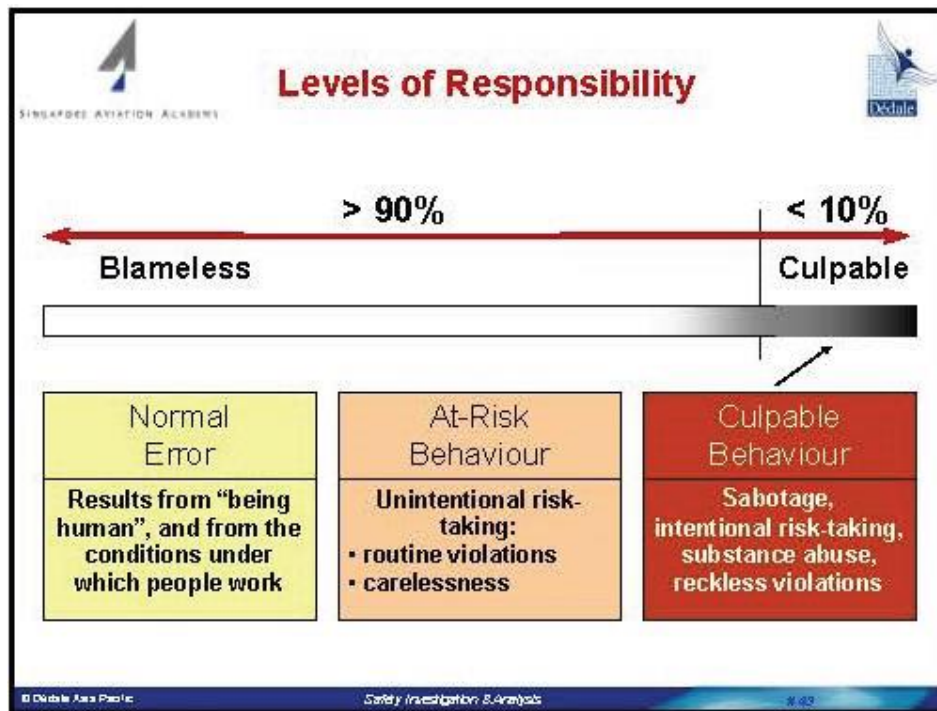 Levels of Responsibility
SINGAPORE AVIATION ACADEMY
Dédale
> 90%
< 10%
Blameless
Culpable
Normal
Error
Results from “being
human”, and from the
conditions under
which people work
At-Risk
Behaviour
Unintentional risk-
taking:
• routine violations
• carelessness
Culpable
Behaviour
Sabotage,
intentional risk-taking,
substance abuse,
reckless violations
© Dédale Asia Pacific
Safety Investigation & Analysis
# 43